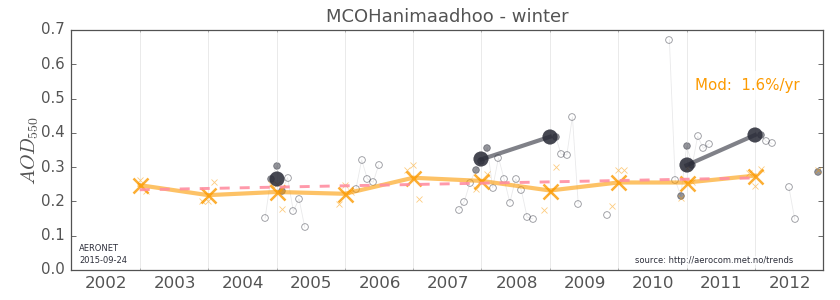 MCOHanimaadhoo - winter
0.7
0.6
0.5
0.4
0.3
0.2
0.1
0.0
AOD550
Mod:  1.6%/yr
AERONET
2015-09-24
source: http://aerocom.met.no/trends
2002 2003 2004 2005 2006 2007 2008 2009 2010 2011 2012